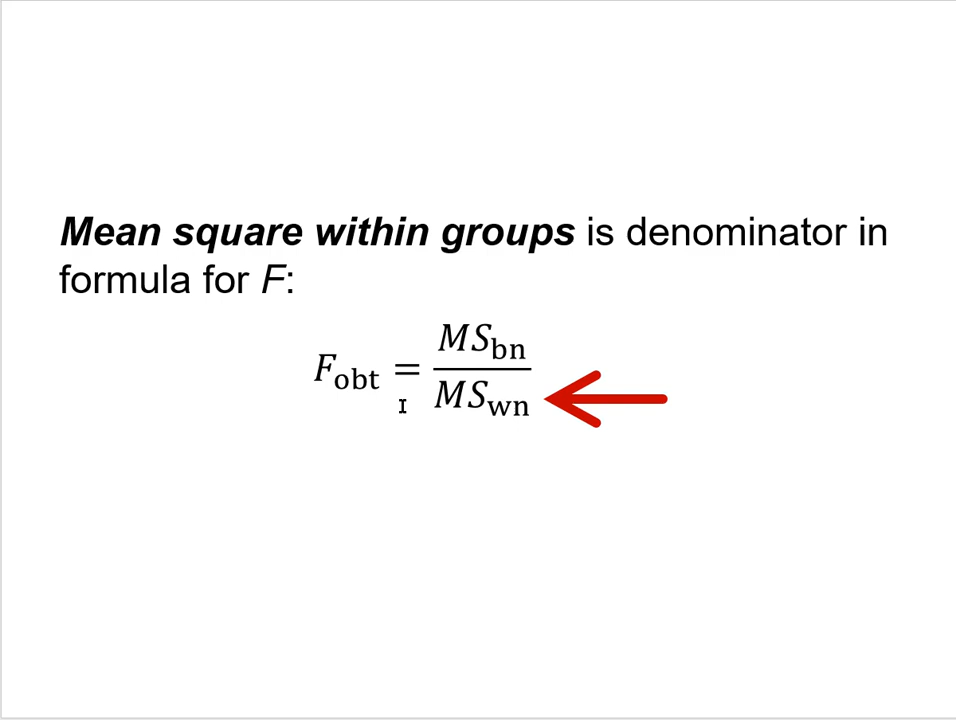 Mean square within groups is denominator in
formula for F:
F_obt = MS_bn / MS_wn